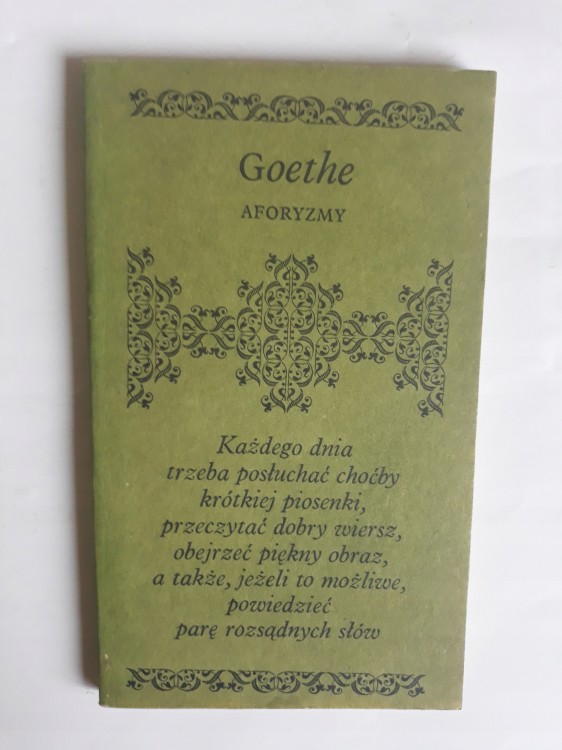 Goethe
AFORYZMY
Każdego dnia
trzeba posłuchać choćby
krótkiej piosenki,
przeczytać dobry wiersz,
obejrzeć piękny obraz,
a także, jeżeli to możliwe,
powiedzieć
parę rozsądnych słów